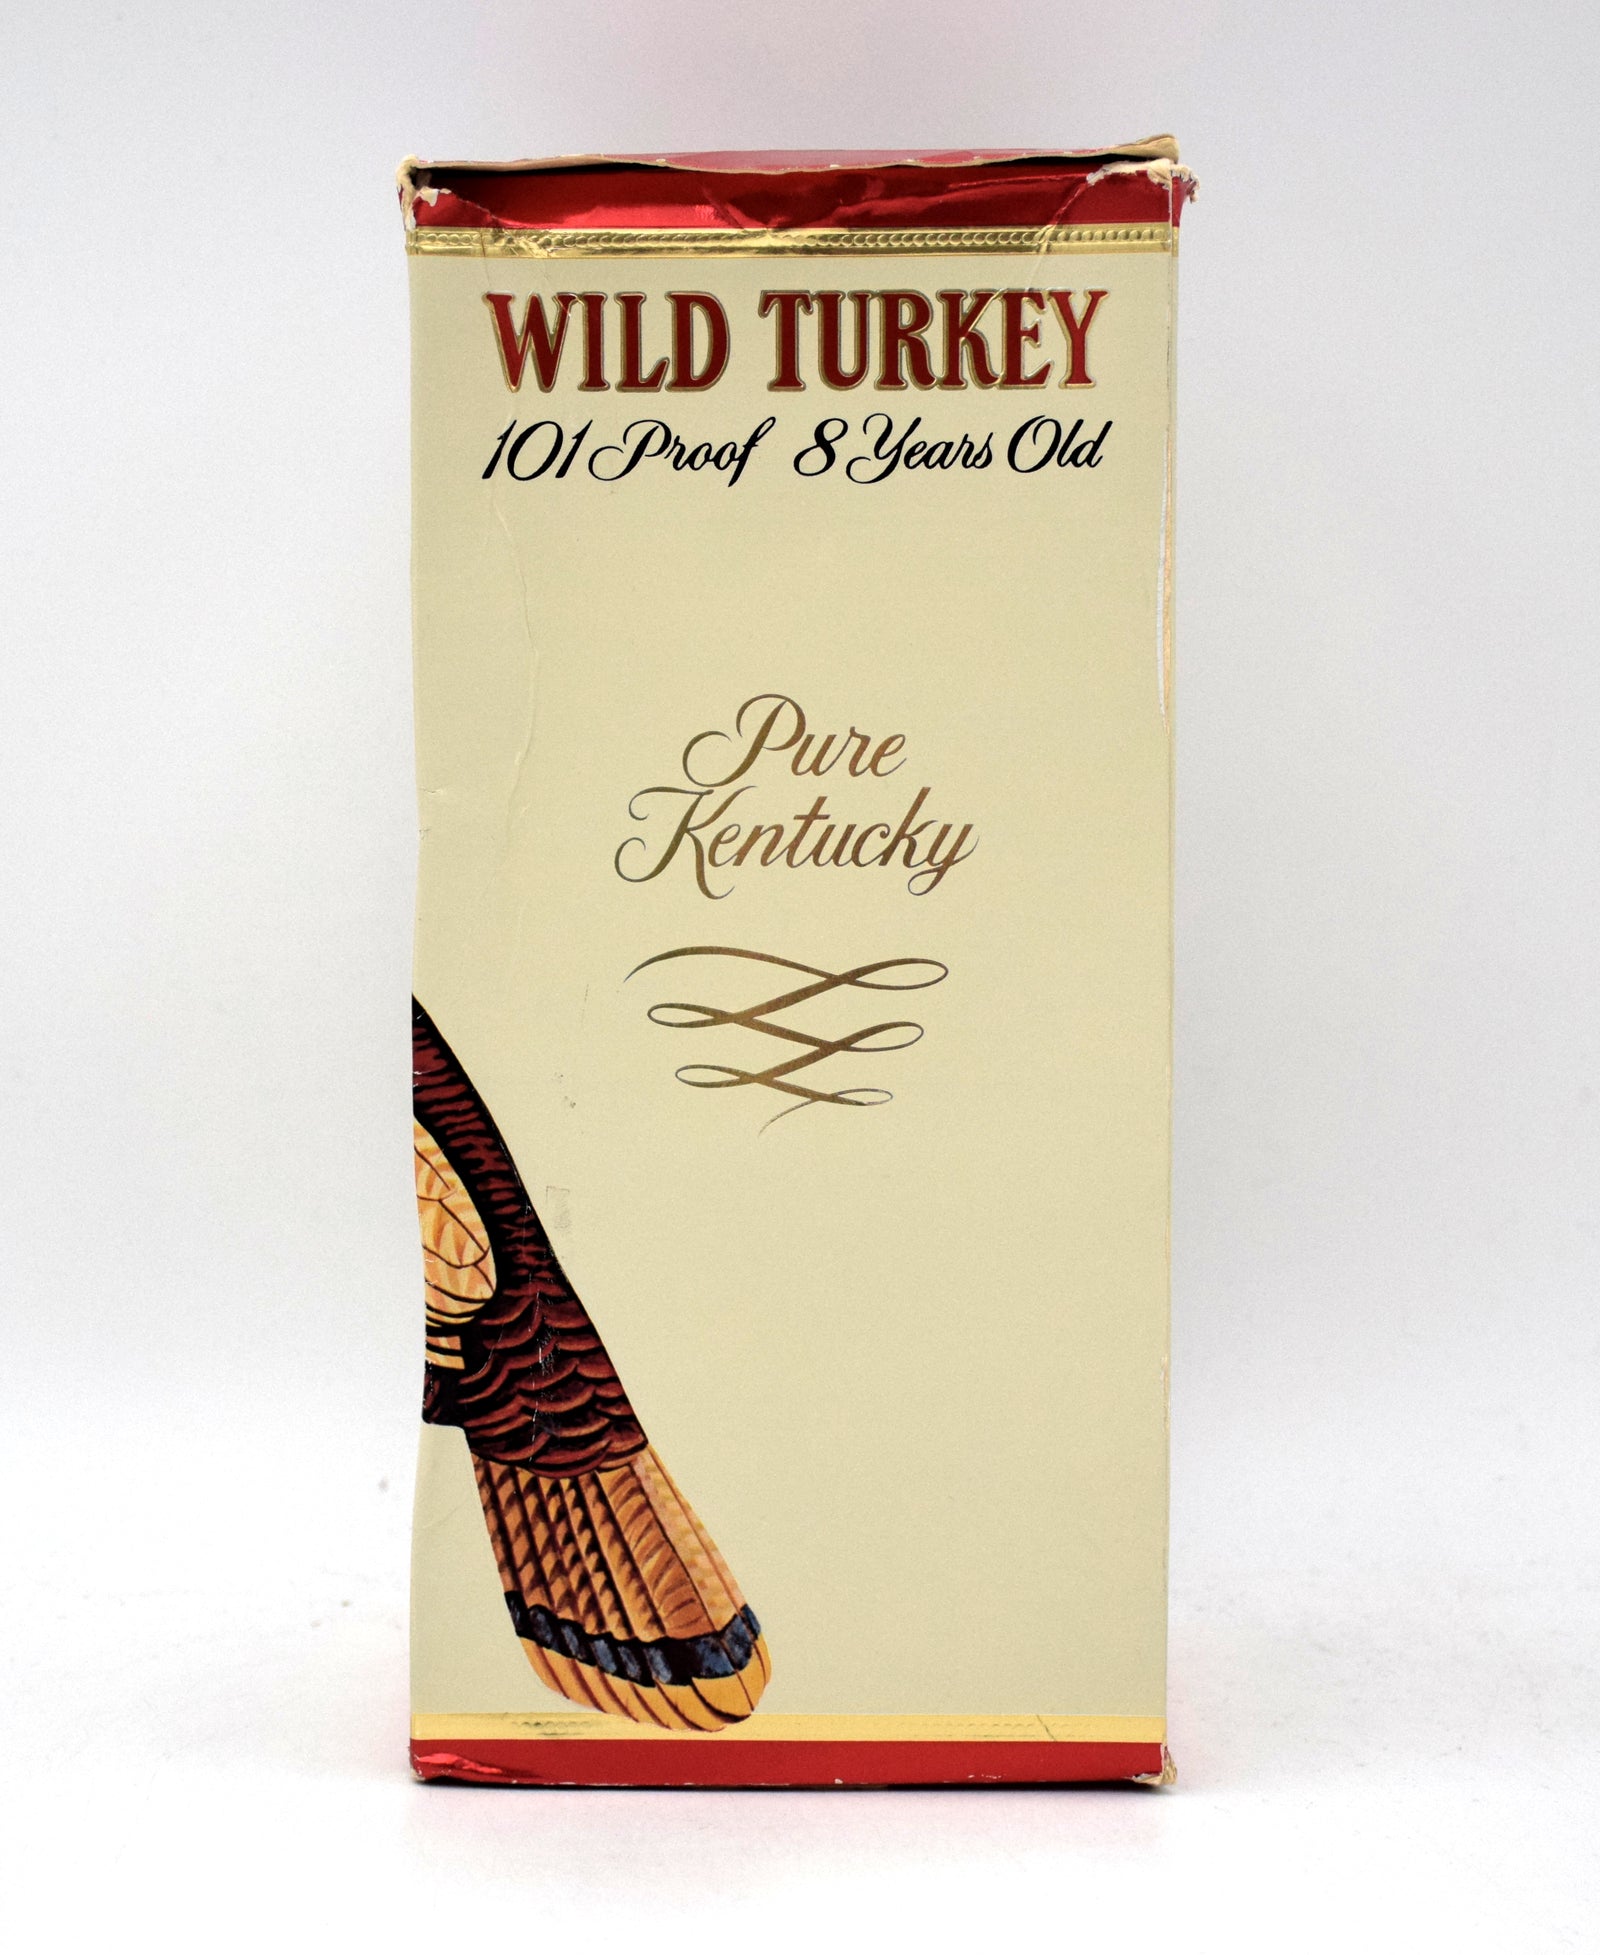 WILD TURKEY
101 Proof 8 Years Old
Pure
Kentucky